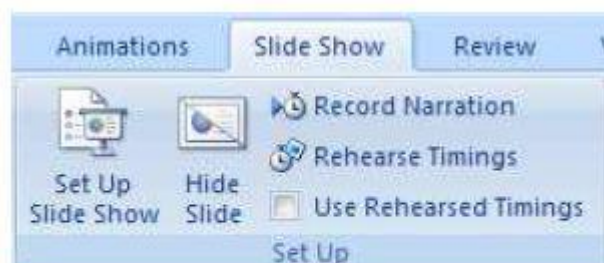 Animations Slide Show Review
Set Up
Slide Show
Hide
Slide
Record Narration
Rehearse Timings
Use Rehearsed Timings
Set Up